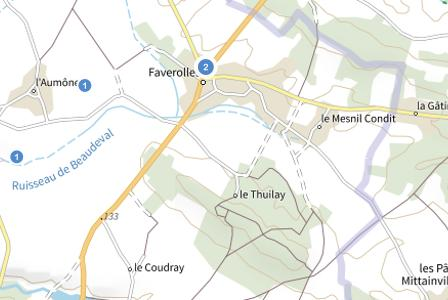 2
Faverolle
l'Aumône
1
la Gâti
le Mesnil Condit
1
Ruisseau de Beaudeval
le Thuilay
133
le Coudray
les Pâ
Mittainvil